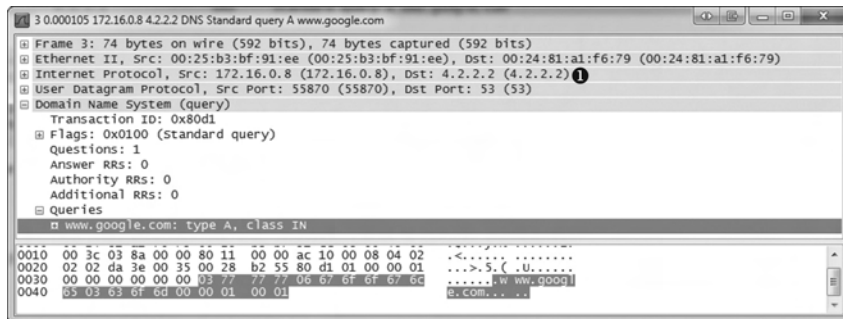 3 0.000105 172.16.0.8 4.2.2.2 DNS Standard query A www.google.com
Frame 3: 74 bytes on wire (592 bits), 74 bytes captured (592 bits)
Ethernet II, Src: 00:25:b3:bf:91:ee (00:25:b3:bf:91:ee), Dst: 00:24:81:a1:f6:79 (00:24:81:a1:f6:79)
Internet Protocol, Src: 172.16.0.8 (172.16.0.8), Dst: 4.2.2.2 (4.2.2.2) 1
User Datagram Protocol, Src Port: 55870 (55870), Dst Port: 53 (53)
Domain Name System (query)
Transaction ID: 0x80d1
Flags: 0x0100 (Standard query)
Questions: 1
Answer RRs: 0
Authority RRs: 0
Additional RRs: 0
Queries
www.google.com: type A, class IN
0010 00 3c 03 8a 00 00 80 11 00 00 ac 10 00 08 04 02 .<...... ........
0020 02 02 da 3e 00 35 00 28 b2 55 80 d1 01 00 00 01 ...>.5.( .U......
0030 00 00 00 00 00 00 03 77 77 77 06 67 6f 6f 67 6c .......w ww.googl
0040 65 03 63 6f 6d 00 00 01 00 01 e.com... ..